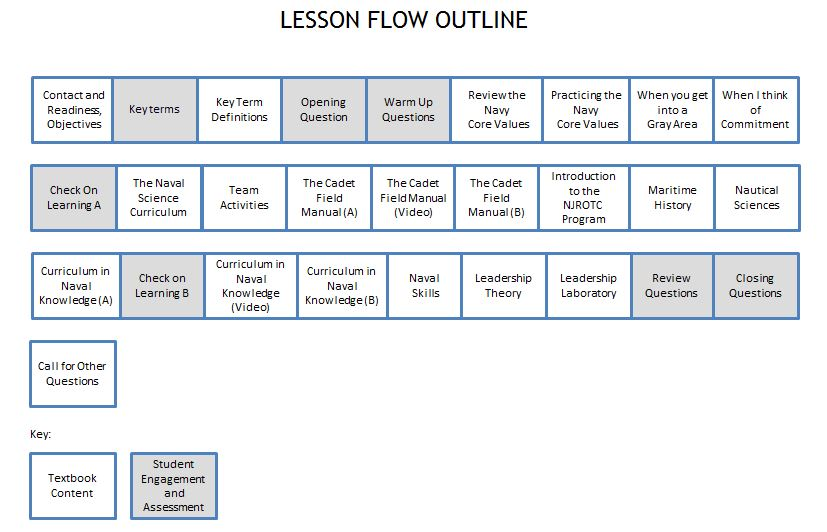 LESSON FLOW OUTLINE
Contact and
Readiness,
Objectives
Key terms
Key Term
Definitions
Opening
Question
Warm Up
Questions
Review the
Navy
Core Values
Practicing the
Navy
Core Values
When you get
into a
Gray Area
When I think
of
Commitment
Check On
Learning A
The Naval
Science
Curriculum
Team
Activities
The Cadet
Field
Manual (A)
The Cadet
Field Manual
(Video)
The Cadet
Field
Manual (B)
Introduction
to the
NJROTC
Program
Maritime
History
Nautical
Sciences
Curriculum in
Naval
Knowledge (A)
Check on
Learning B
Curriculum in
Naval
Knowledge
(Video)
Curriculum in
Naval
Knowledge (B)
Naval
Skills
Leadership
Theory
Leadership
Laboratory
Review
Questions
Closing
Questions
Call for Other
Questions
Key:
Textbook
Content
Student
Engagement
and
Assessment